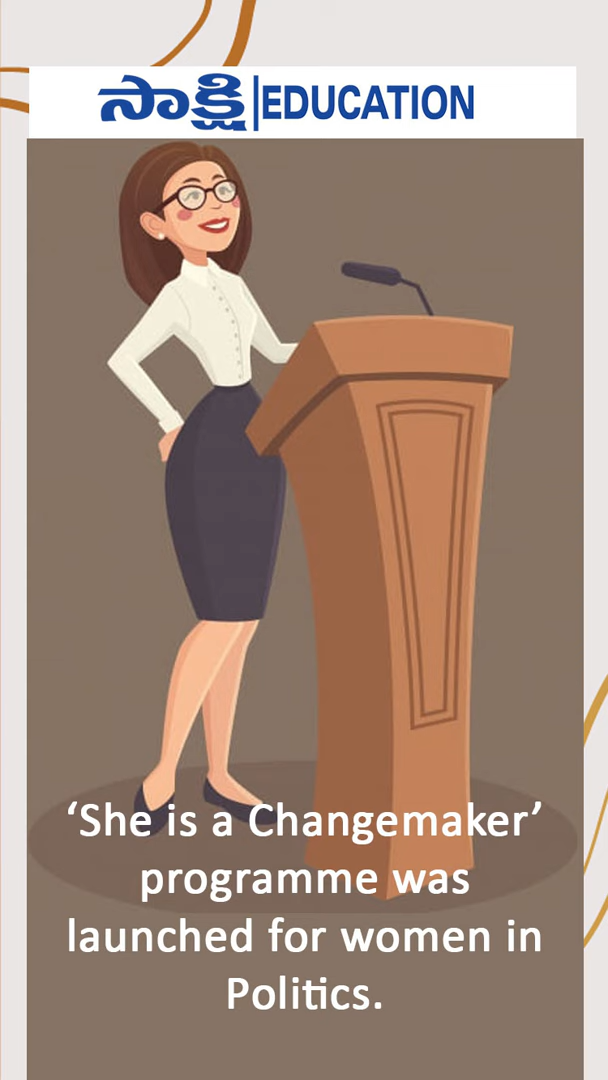 సాక్షి|EDUCATION
‘She is a Changemaker’
programme was
launched for women in
Politics.